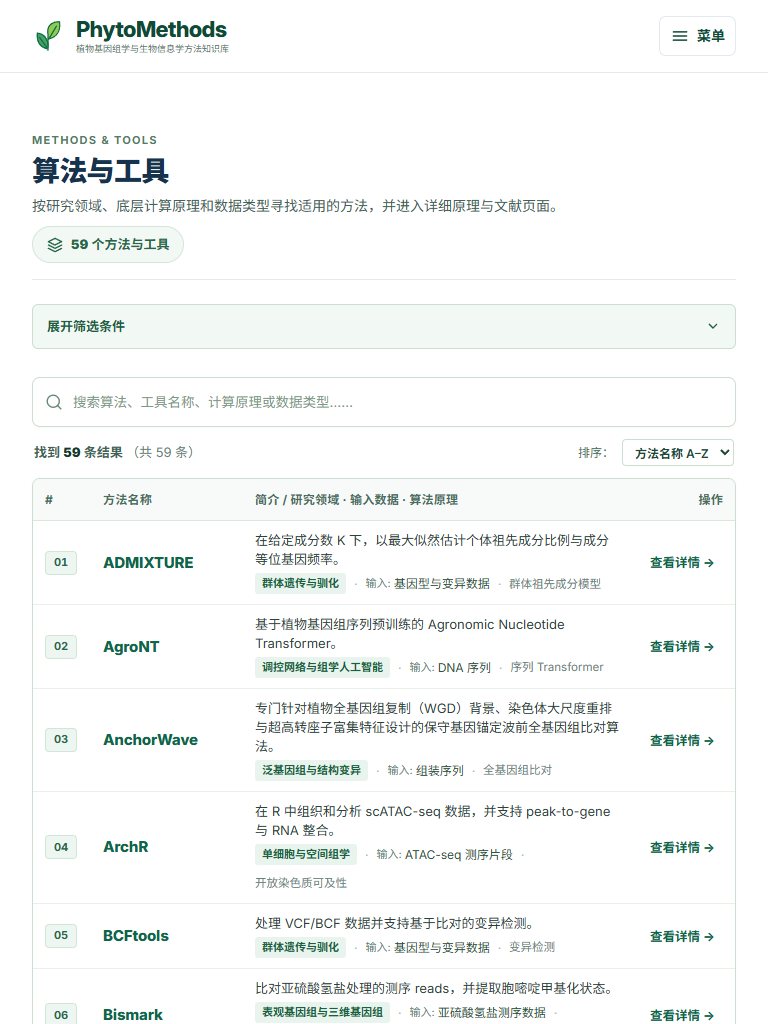 PhytoMethods
植物基因组学与生物信息学方法知识库
菜单
METHODS & TOOLS
算法与工具
按研究领域、底层计算原理和数据类型寻找适用的方法，并进入详细原理与文献页面。
59 个方法与工具
展开筛选条件
搜索算法、工具名称、计算原理或数据类型……
找到 59 条结果 （共 59 条）
排序： 方法名称 A–Z
# 方法名称 简介 / 研究领域 · 输入数据 · 算法原理 操作
01 ADMIXTURE 在给定成分数 K 下，以最大似然估计个体祖先成分比例与成分
等位基因频率。
群体遗传与驯化 · 输入: 基因型与变异数据 · 群体祖先成分模型
查看详情 →
02 AgroNT 基于植物基因组序列预训练的 Agronomic Nucleotide
Transformer。
调控网络与组学人工智能 · 输入: DNA 序列 · 序列 Transformer
查看详情 →
03 AnchorWave 专门针对植物全基因组复制（WGD）背景、染色体大尺度重排
与超高转座子富集特征设计的保守基因锚定波前全基因组比对算
法。
泛基因组与结构变异 · 输入: 组装序列 · 全基因组比对
查看详情 →
04 ArchR 在 R 中组织和分析 scATAC-seq 数据，并支持 peak-to-gene
与 RNA 整合。
单细胞与空间组学 · 输入: ATAC-seq 测序片段 ·
开放染色质可及性
查看详情 →
05 BCFtools 处理 VCF/BCF 数据并支持基于比对的变异检测。
群体遗传与驯化 · 输入: 基因型与变异数据 · 变异检测
查看详情 →
06 Bismark 比对亚硫酸氢盐处理的测序 reads，并提取胞嘧啶甲基化状态。
表观基因组与三维基因组 · 输入: 亚硫酸氢盐测序数据 ·
查看详情 →